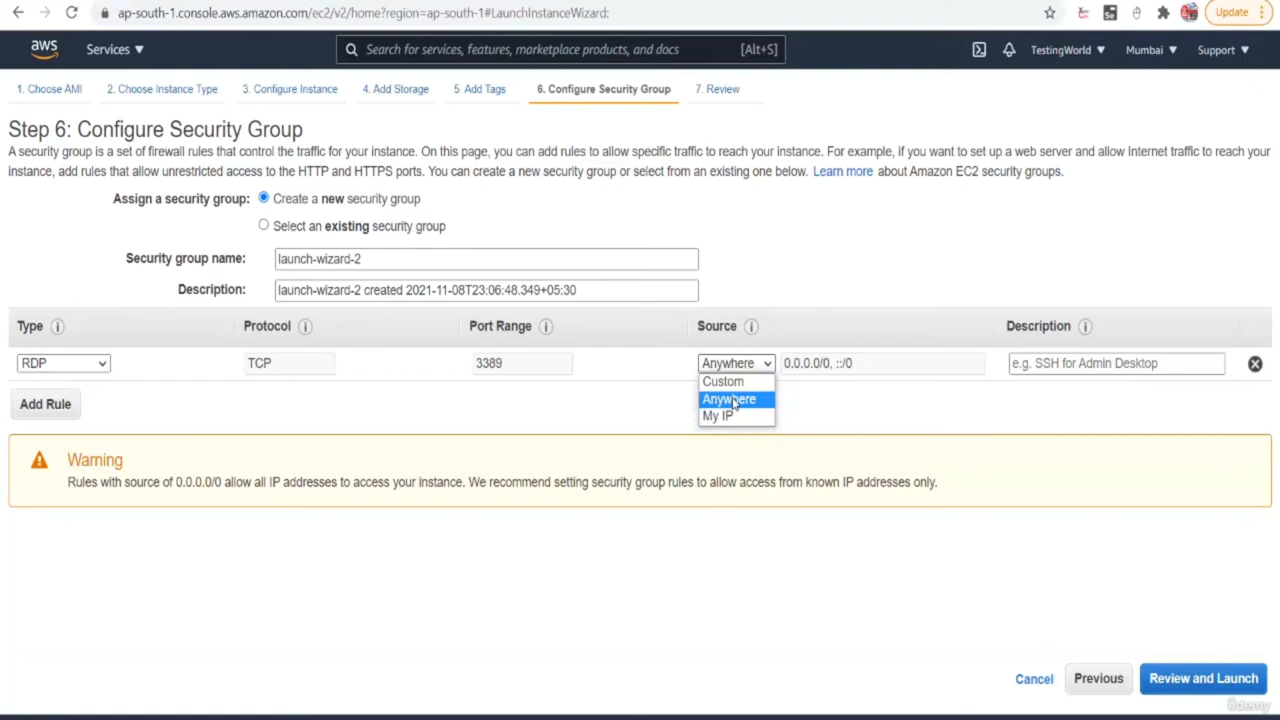 ap-south-1.console.aws.amazon.com/ec2/v2/home?region=ap-south-1#LaunchInstanceWizard:
Update
aws
Services
Search for services, features, marketplace products, and docs
[Alt+S]
TestingWorld
Mumbai
Support
1. Choose AMI
2. Choose Instance Type
3. Configure Instance
4. Add Storage
5. Add Tags
6. Configure Security Group
7. Review
Step 6: Configure Security Group
A security group is a set of firewall rules that control the traffic for your instance. On this page, you can add rules to allow specific traffic to reach your instance. For example, if you want to set up a web server and allow Internet traffic to reach your
instance, add rules that allow unrestricted access to the HTTP and HTTPS ports. You can create a new security group or select from an existing one below. Learn more about Amazon EC2 security groups.
Assign a security group: Create a new security group
Select an existing security group
Security group name: launch-wizard-2
Description: launch-wizard-2 created 2021-11-08T23:06:48.349+05:30
Type Protocol Port Range Source Description
RDP TCP 3389 Anywhere 0.0.0.0/0, ::/0 e.g. SSH for Admin Desktop
Custom
Anywhere
My IP
Add Rule
Warning
Rules with source of 0.0.0.0/0 allow all IP addresses to access your instance. We recommend setting security group rules to allow access from known IP addresses only.
Cancel Previous Review and Launch
Udemy